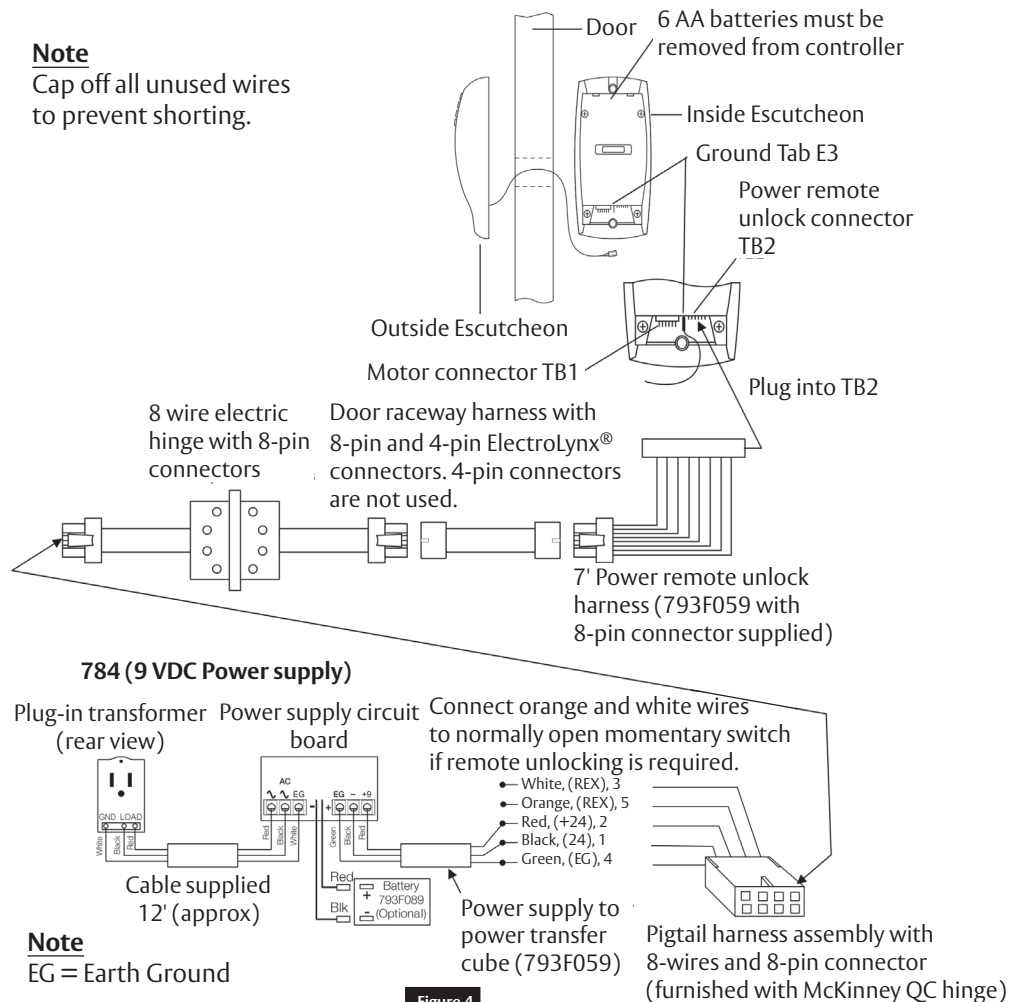 Note
Cap off all unused wires
to prevent shorting.
Door
6 AA batteries must be
removed from controller
Inside Escutcheon
Ground Tab E3
Power remote
unlock connector
TB2
Outside Escutcheon
Motor connector TB1
Plug into TB2
8 wire electric
hinge with 8-pin
connectors
Door raceway harness with
8-pin and 4-pin ElectroLynx®
connectors. 4-pin connectors
are not used.
7' Power remote unlock
harness (793F059 with
8-pin connector supplied)
784 (9 VDC Power supply)
Plug-in transformer
(rear view)
Power supply circuit
board
Connect orange and white wires
to normally open momentary switch
if remote unlocking is required.
White, (REX), 3
Orange, (REX), 5
Red, (+24), 2
Black, (24), 1
Green, (EG), 4
GND LOAD
White
Black
Red
AC
EG
Red
Black
White
- +
EG - +9
Green
Black
Red
Cable supplied
12' (approx)
Red
Blk
+ Battery
793F089
- (Optional)
Power supply to
power transfer
cube (793F059)
Pigtail harness assembly with
8-wires and 8-pin connector
(furnished with McKinney QC hinge)
Note
EG = Earth Ground
Figure 4